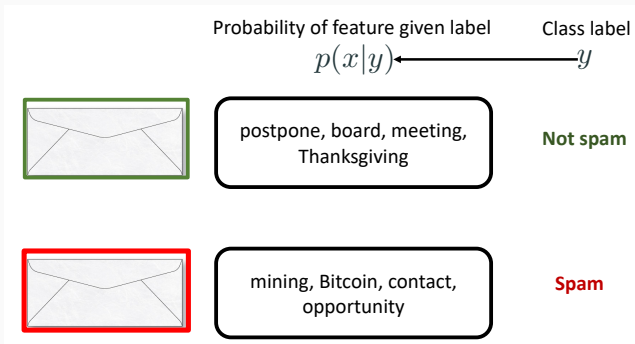 Probability of feature given label Class label
p(x|y) y
postpone, board, meeting,
Thanksgiving
Not spam
mining, Bitcoin, contact,
opportunity
Spam